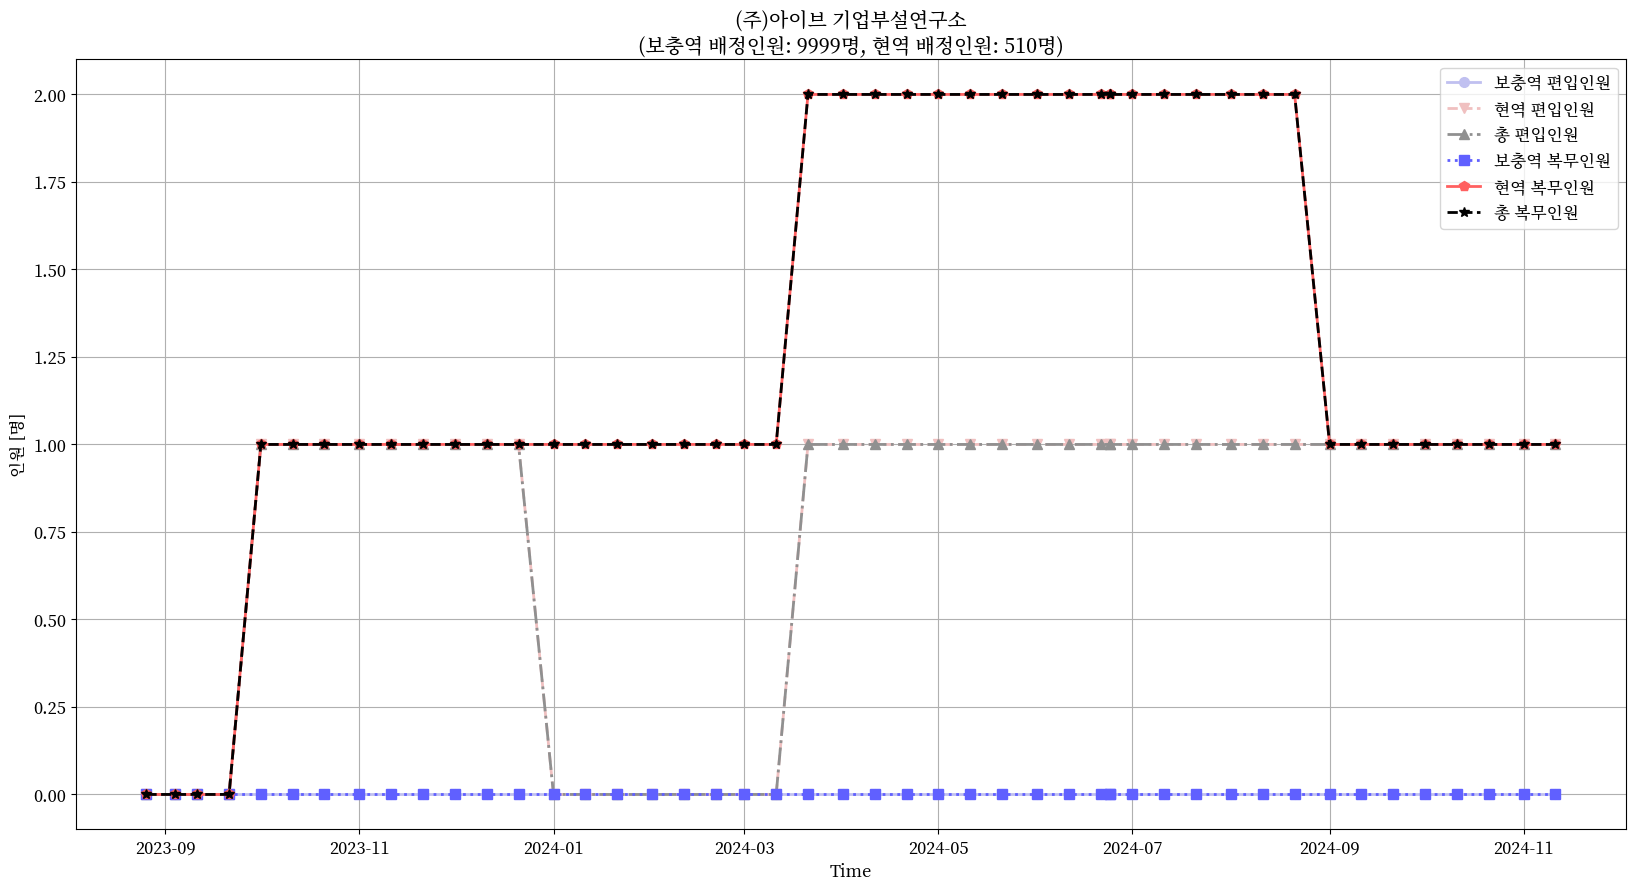 (주)아이브 기업부설연구소
(보충역 배정인원: 9999명, 현역 배정인원: 510명)
보충역 편입인원
현역 편입인원
총 편입인원
보충역 복무인원
현역 복무인원
총 복무인원
2.00
1.75
1.50
1.25
1.00
0.75
0.50
0.25
0.00
인원 [명]
2023-09 2023-11 2024-01 2024-03 2024-05 2024-07 2024-09 2024-11
Time